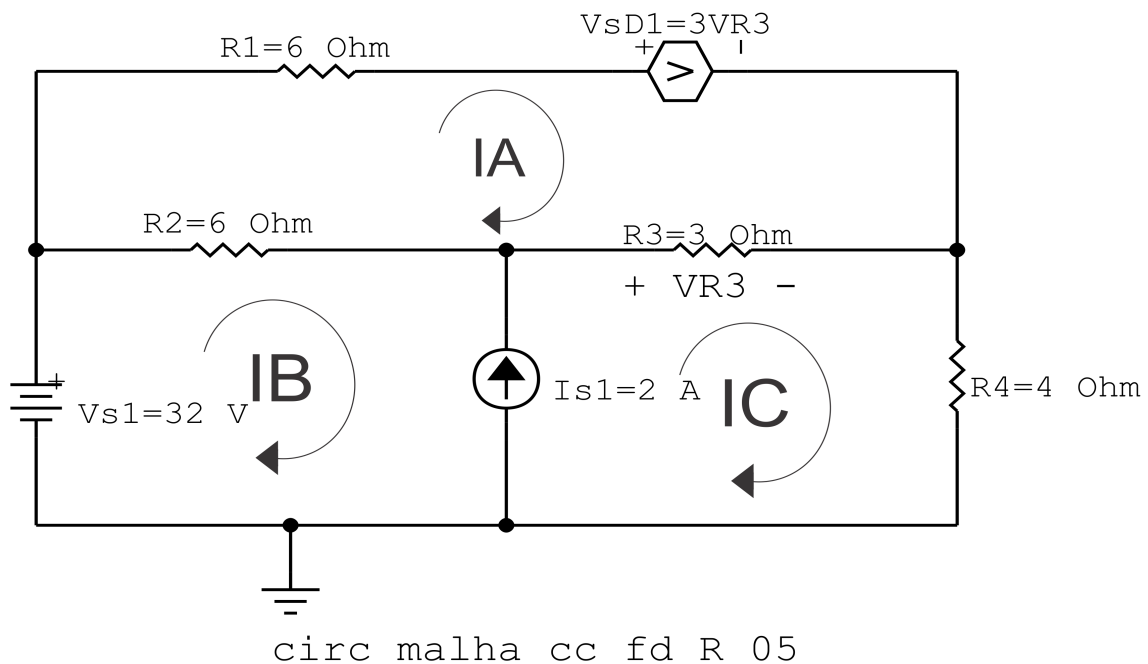 VsD1=3VR3
R1=6 Ohm
+ -
>
IA
R2=6 Ohm
R3=3 Ohm
+ VR3 -
+
Vs1=32 V
IB
Is1=2 A
IC
R4=4 Ohm
circ malha cc fd R 05